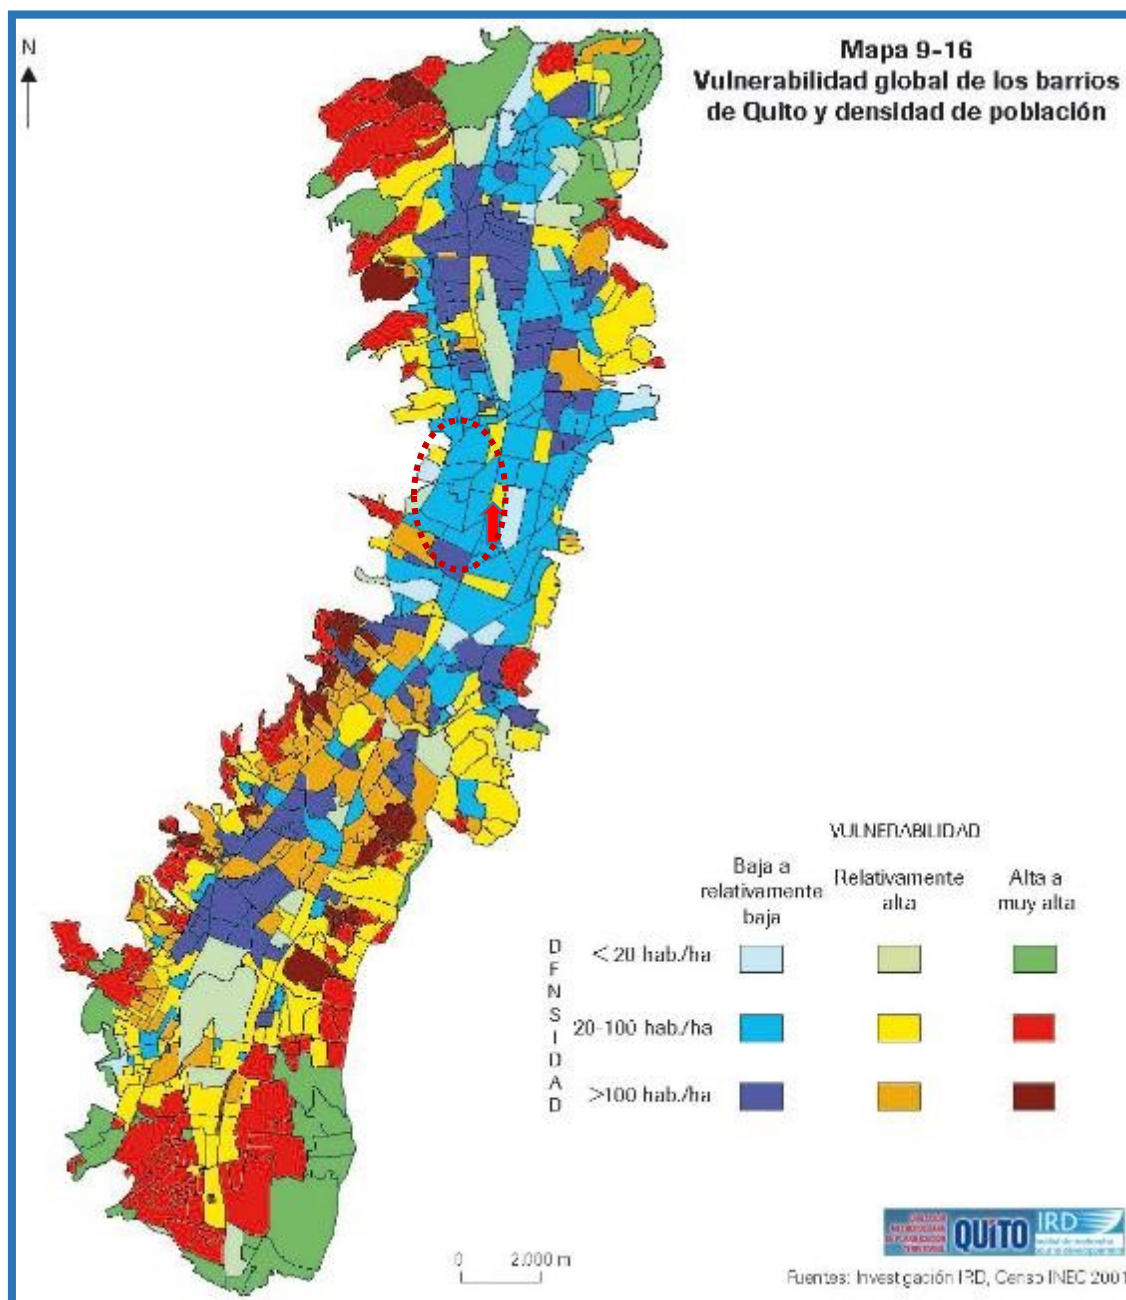 N
Mapa 9-16
Vulnerabilidad global de los barrios
de Quito y densidad de población
VULNERABILIDAD
Baja a
relativamente
baja
Relativamente
alta
Alta a
muy alta
DENSIDAD
< 20 hab./ha
20-100 hab./ha
>100 hab./ha
0 2.000 m
QUITO
IRD
Fuentes: Investigación IRD, Censo INEC 2001